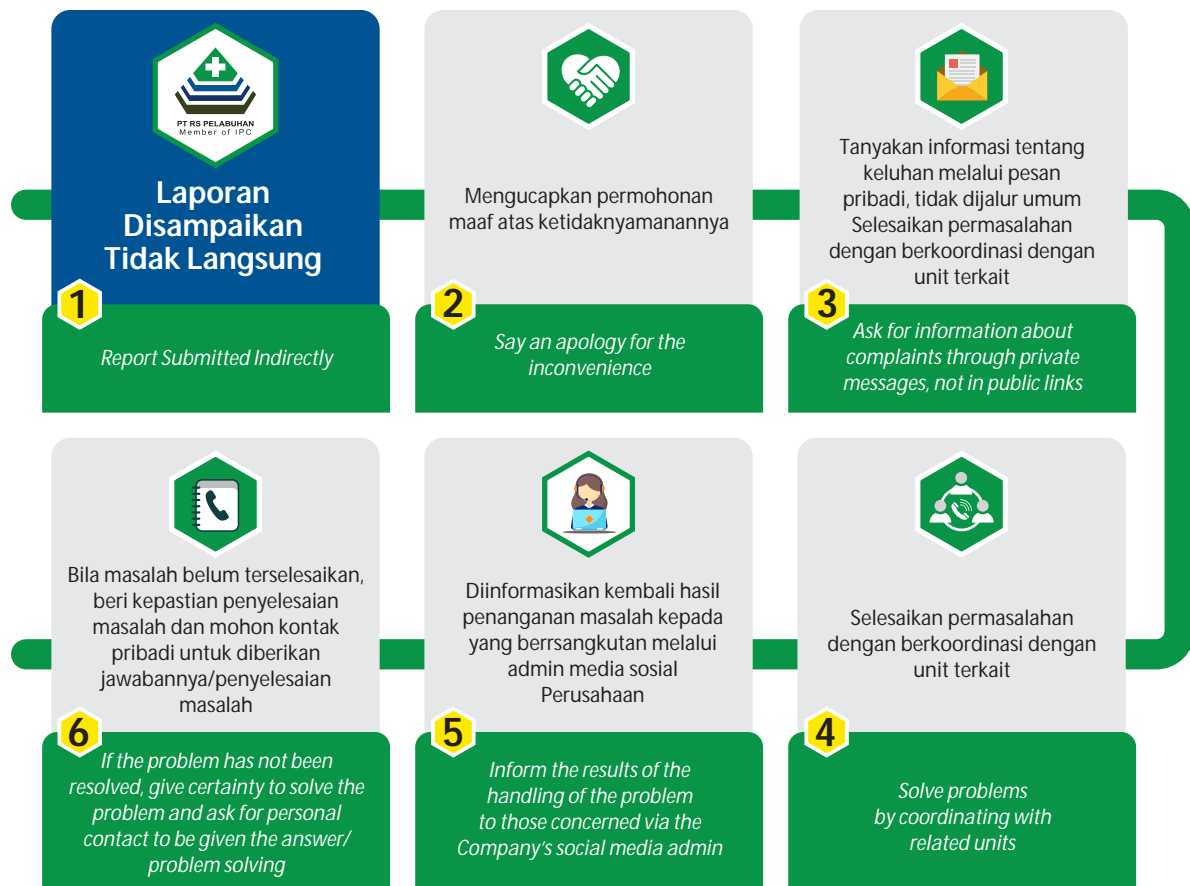 PT RS PELABUHAN
Member of IPC
Laporan
Disampaikan
Tidak Langsung
1
Report Submitted Indirectly
Mengucapkan permohonan
maaf atas ketidaknyamanannya
2
Say an apology for the
inconvenience
Tanyakan informasi tentang
keluhan melalui pesan
pribadi, tidak dijalur umum
Selesaikan permasalahan
dengan berkoordinasi dengan
unit terkait
3
Ask for information about
complaints through private
messages, not in public links
Selesaikan permasalahan
dengan berkoordinasi dengan
unit terkait
4
Solve problems
by coordinating with
related units
Diinformasikan kembali hasil
penanganan masalah kepada
yang berrsangkutan melalui
admin media sosial
Perusahaan
5
Inform the results of the
handling of the problem
to those concerned via the
Company's social media admin
Bila masalah belum terselesaikan,
beri kepastian penyelesaian
masalah dan mohon kontak
pribadi untuk diberikan
jawabannya/penyelesaian
masalah
6
If the problem has not been
resolved, give certainty to solve the
problem and ask for personal
contact to be given the answer/
problem solving